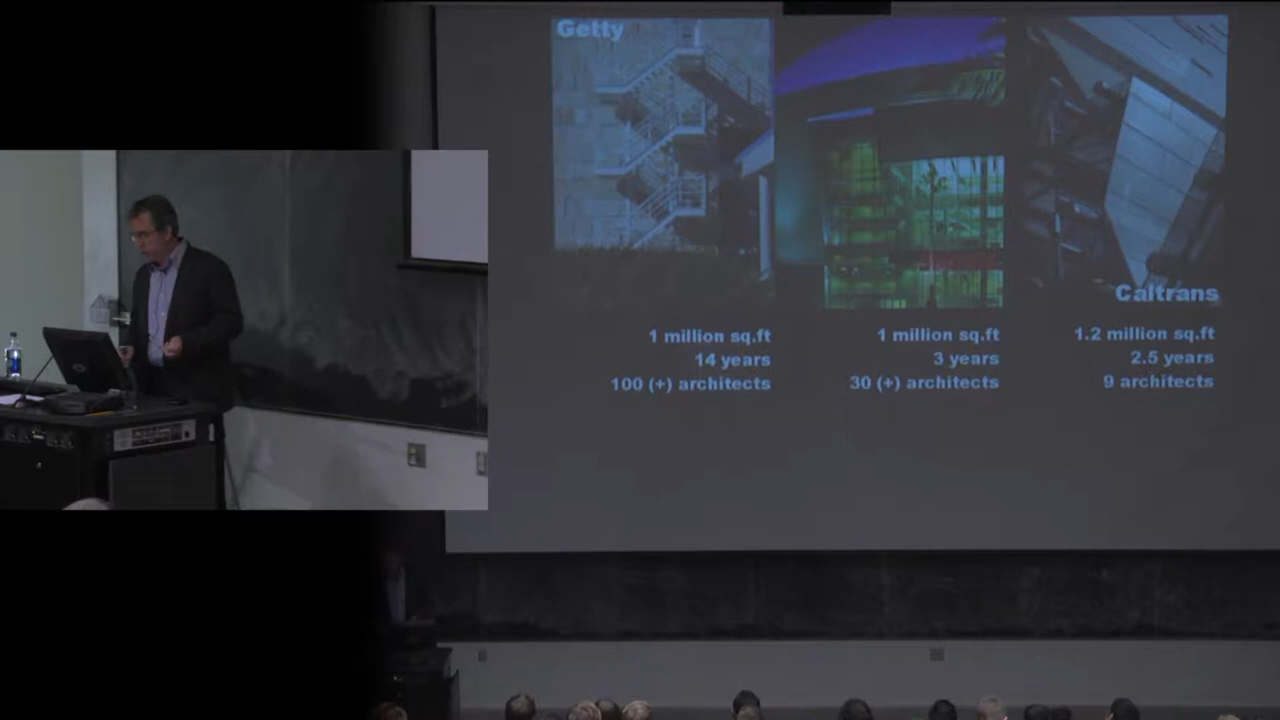 Getty
1 million sq.ft
14 years
100 (+) architects
1 million sq.ft
3 years
30 (+) architects
Caltrans
1.2 million sq.ft
2.5 years
9 architects